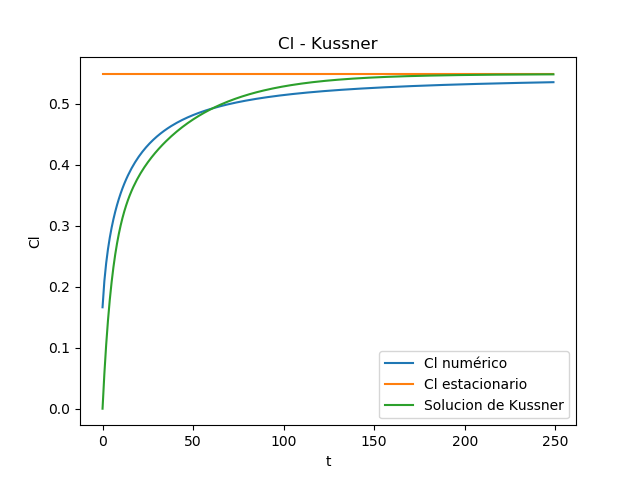 Cl - Kussner
Cl
0.5
0.4
0.3
0.2
0.1
0.0
Cl numérico
Cl estacionario
Solucion de Kussner
0 50 100 150 200 250
t